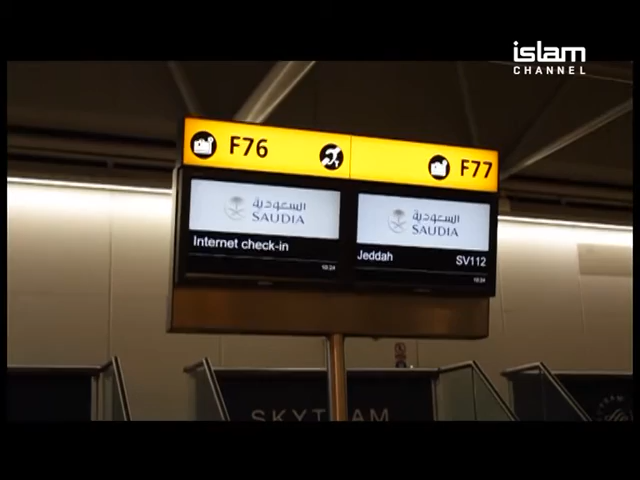 islam
CHANNEL
F76
F77
السعودية
SAUDIA
السعودية
SAUDIA
Internet check-in
Jeddah
SV112
10:24
10:24
SKYTEAM